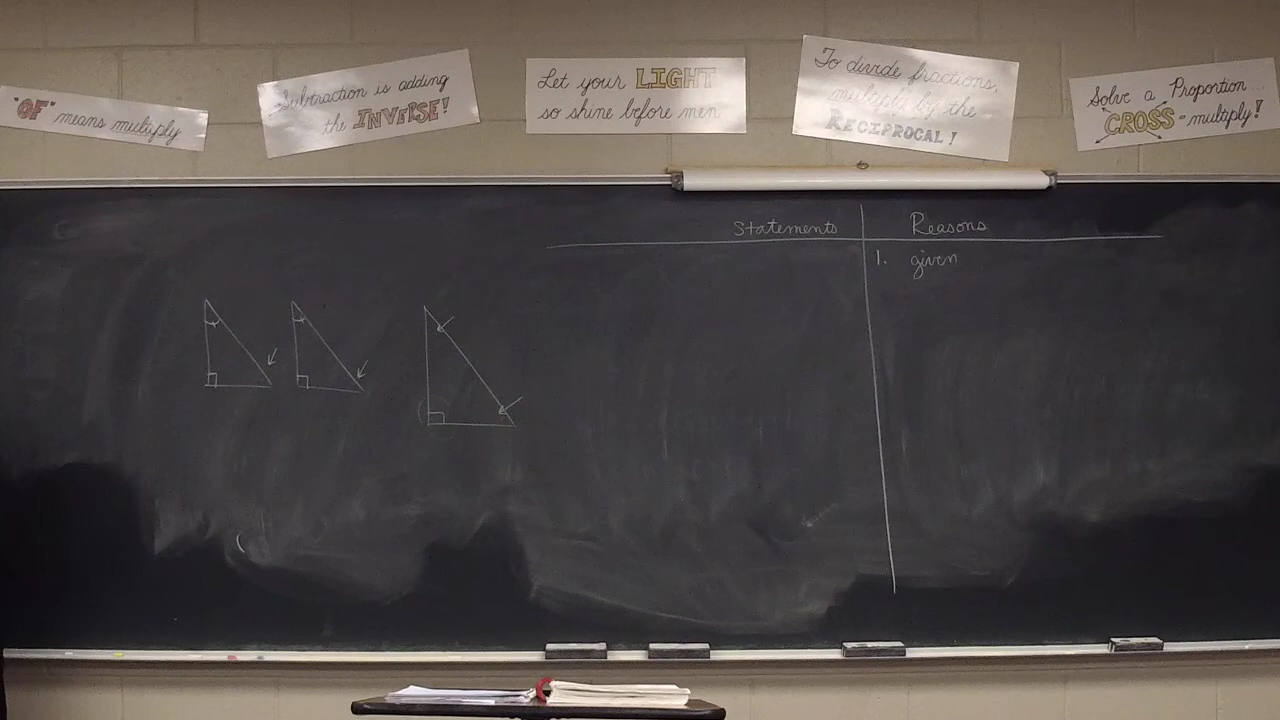 "OF" means multiply
Subtraction is adding
the INVERSE!
Let your LIGHT
so shine before men
To divide fractions,
multiply by the
RECIPROCAL!
Solve a Proportion...
CROSS-multiply!
Statements Reasons
1. given